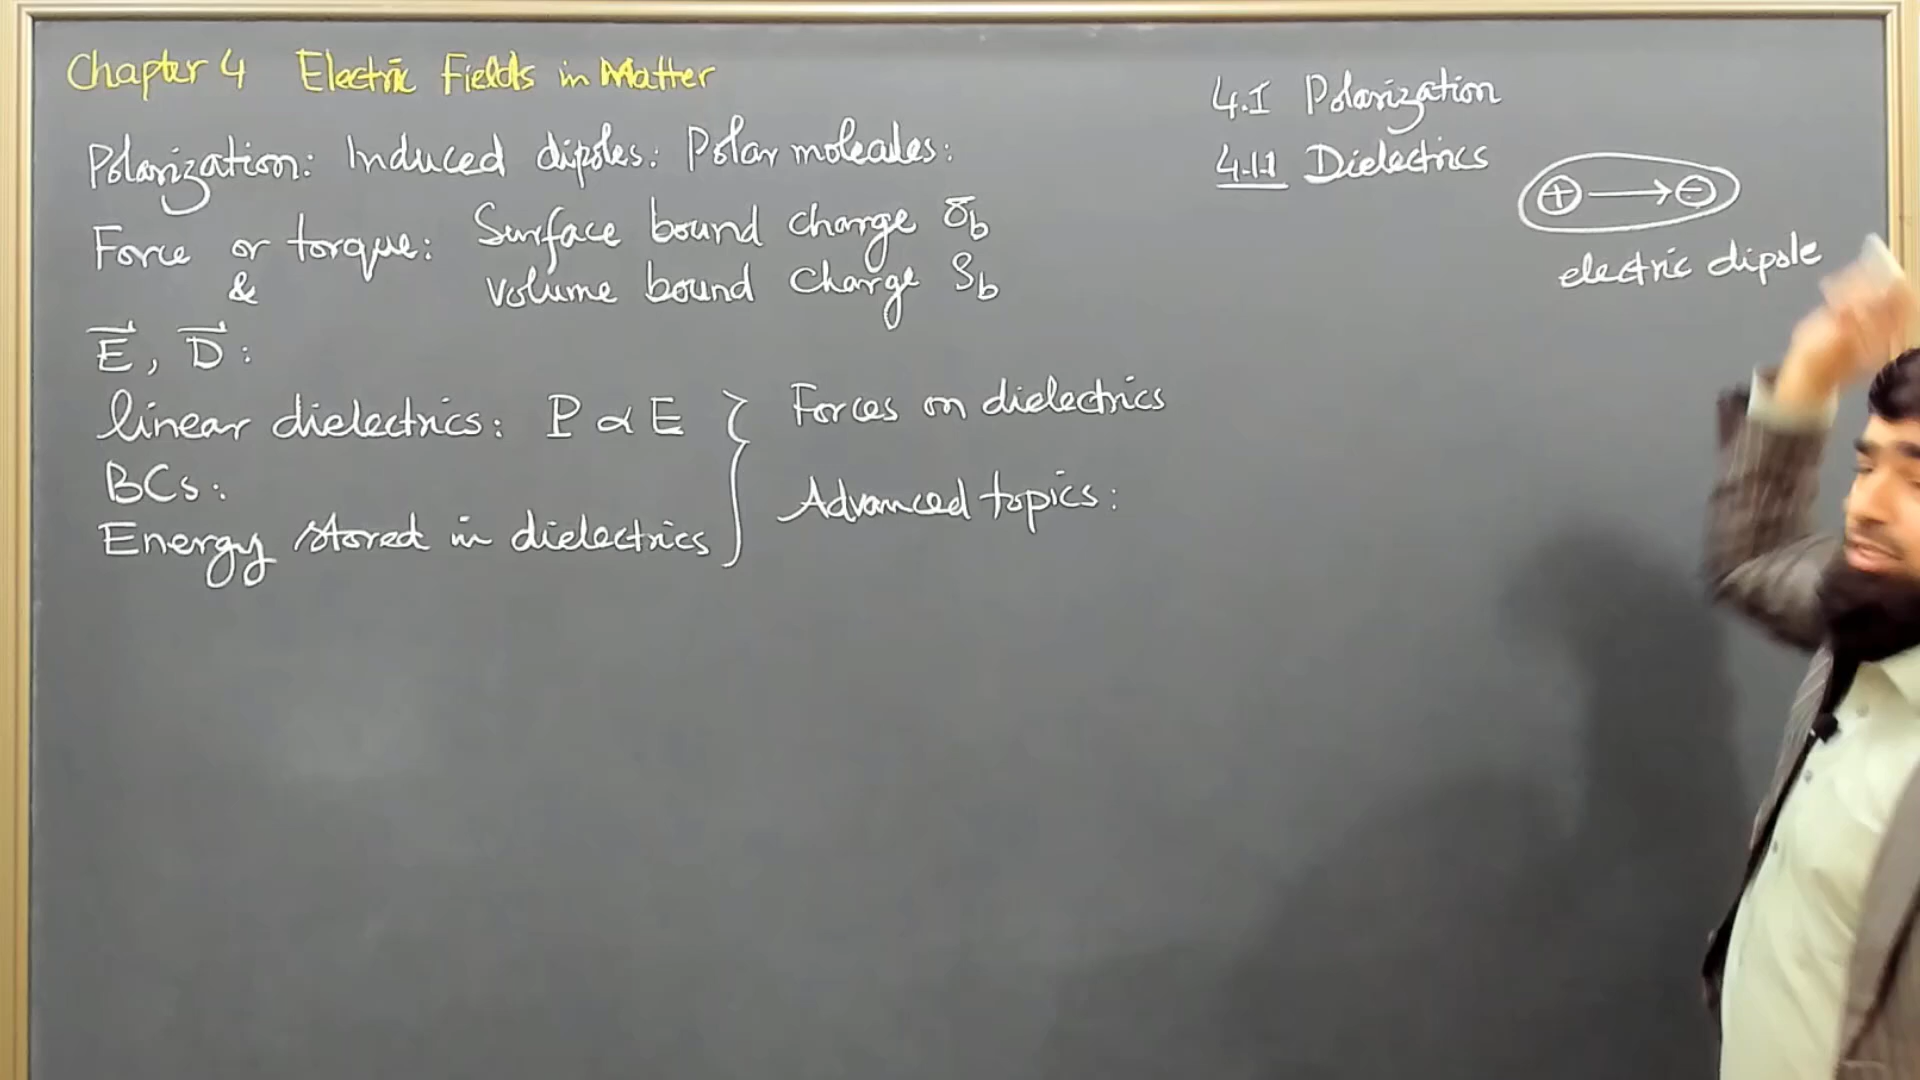 Chapter 4 Electric Fields in Matter
Polarization: Induced dipoles: Polar molecules:
Force or torque: Surface bound charge σb
& volume bound charge ρb
E⃗, D⃗:
linear dielectrics: P ∝ E } Forces on dielectrics
BCs: Advanced topics:
Energy stored in dielectrics
4.1 Polarization
4.1.1 Dielectrics
+ → −
electric dipole